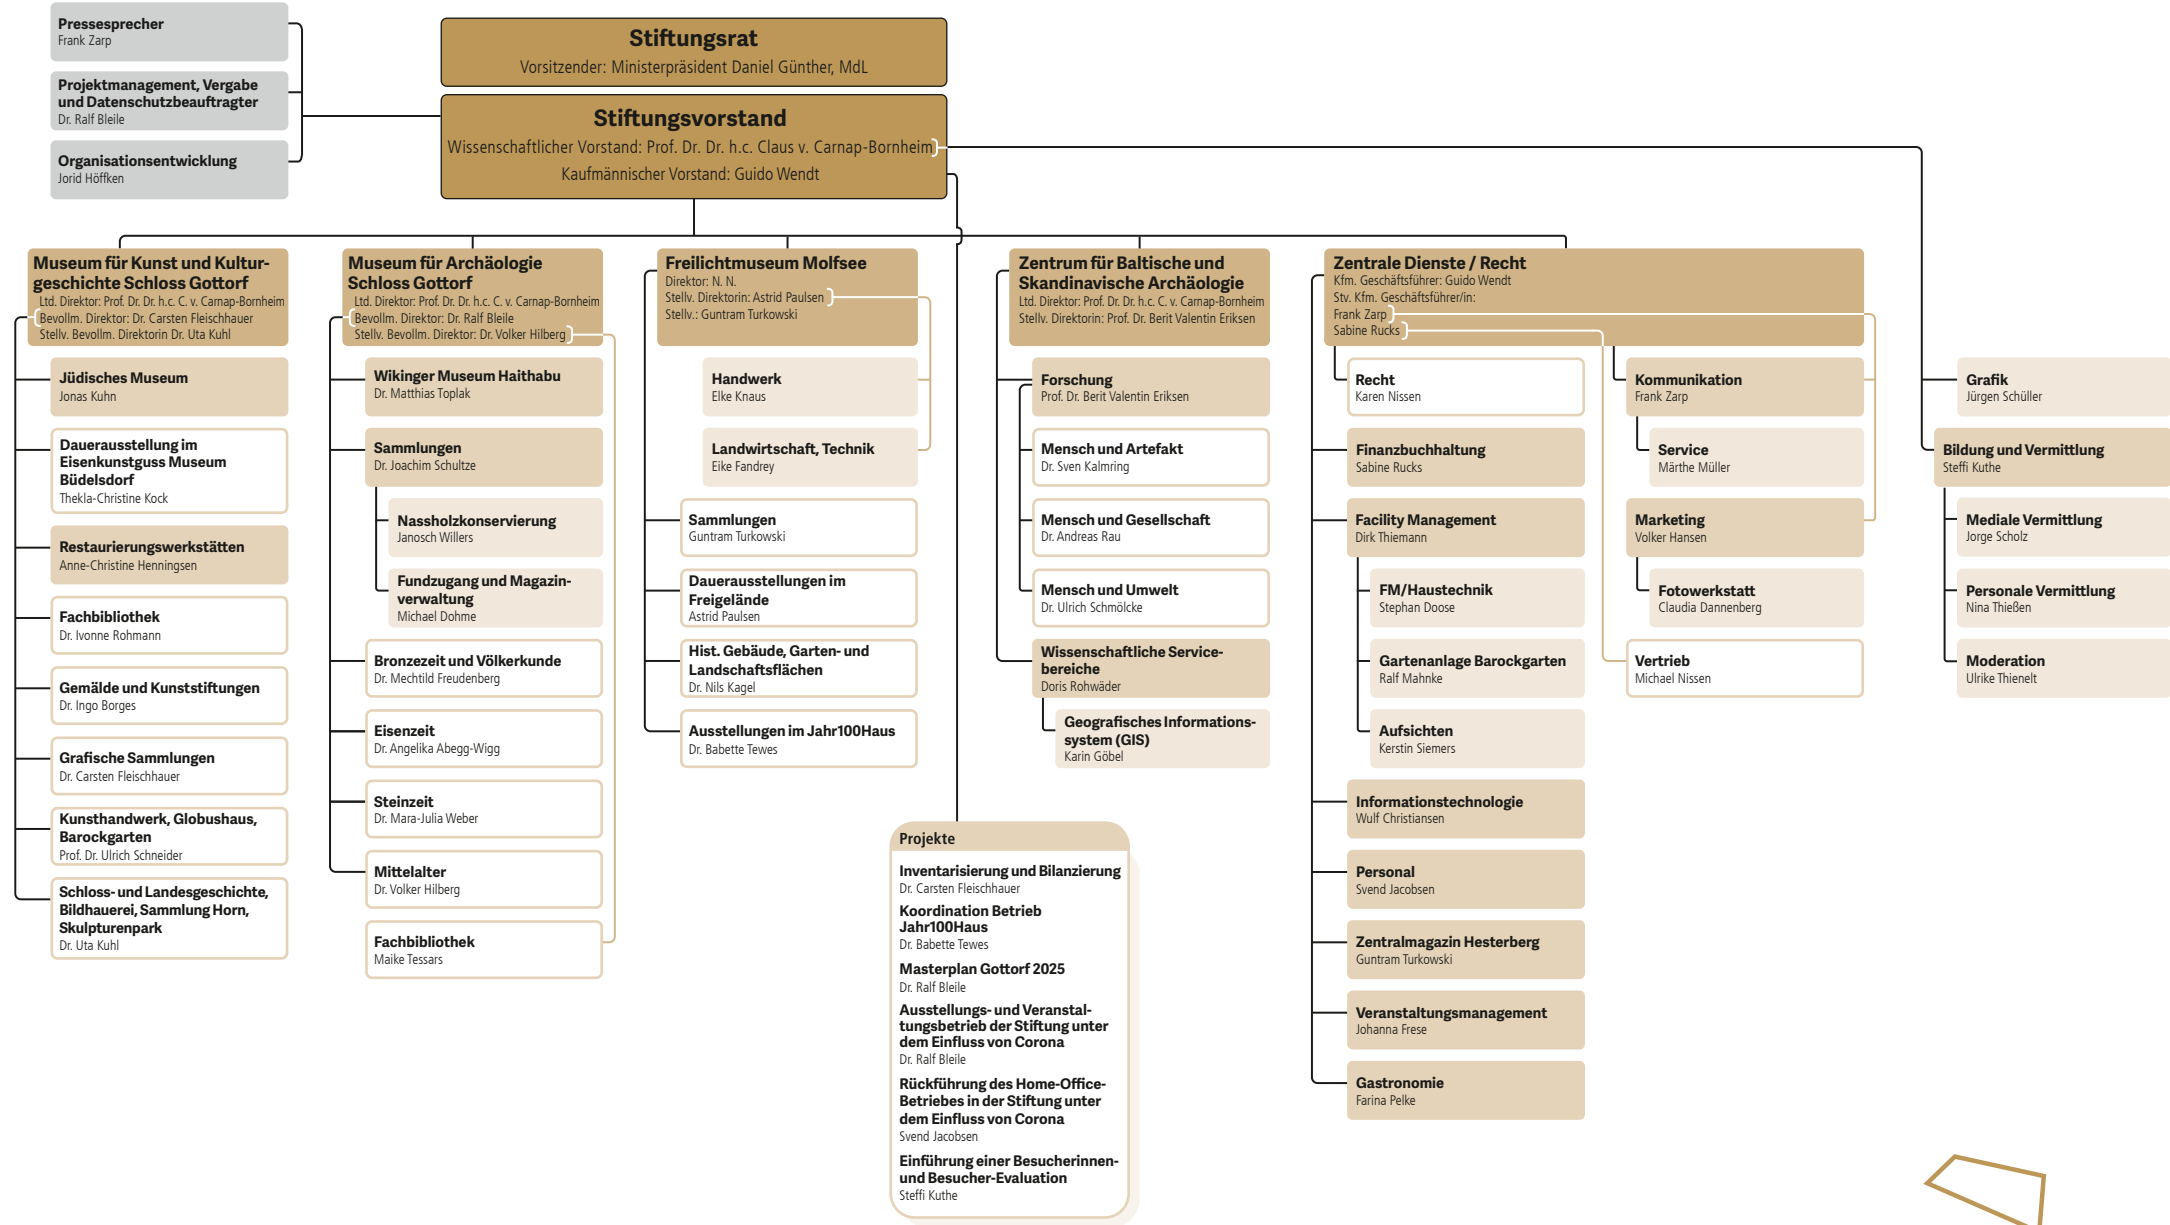 Pressesprecher
Frank Zarp
Projektmanagement, Vergabe
und Datenschutzbeauftragter
Dr. Ralf Bleile
Organisationsentwicklung
Jorid Höffken
Stiftungsrat
Vorsitzender: Ministerpräsident Daniel Günther, MdL
Stiftungsvorstand
Wissenschaftlicher Vorstand: Prof. Dr. Dr. h.c. Claus v. Carnap-Bornheim
Kaufmännischer Vorstand: Guido Wendt
Museum für Kunst und Kultur-
geschichte Schloss Gottorf
Ltd. Direktor: Prof. Dr. Dr. h.c. C. v. Carnap-Bornheim
Bevollm. Direktor: Dr. Carsten Fleischhauer
Stellv. Bevollm. Direktorin Dr. Uta Kuhl
Jüdisches Museum
Jonas Kuhn
Dauerausstellung im
Eisenkunstguss Museum
Büdelsdorf
Thekla-Christine Kock
Restaurierungswerkstätten
Anne-Christine Henningsen
Fachbibliothek
Dr. Ivonne Rohmann
Gemälde und Kunststiftungen
Dr. Ingo Borges
Grafische Sammlungen
Dr. Carsten Fleischhauer
Kunsthandwerk, Globushaus,
Barockgarten
Prof. Dr. Ulrich Schneider
Schloss- und Landesgeschichte,
Bildhauerei, Sammlung Horn,
Skulpturenpark
Dr. Uta Kuhl
Museum für Archäologie
Schloss Gottorf
Ltd. Direktor: Prof. Dr. Dr. h.c. C. v. Carnap-Bornheim
Bevollm. Direktor: Dr. Ralf Bleile
Stellv. Bevollm. Direktor: Dr. Volker Hilberg
Wikinger Museum Haithabu
Dr. Matthias Toplak
Sammlungen
Dr. Joachim Schultze
Nassholzkonservierung
Janosch Willers
Fundzugang und Magazin-
verwaltung
Michael Dohme
Bronzezeit und Völkerkunde
Dr. Mechtild Freudenberg
Eisenzeit
Dr. Angelika Abegg-Wigg
Steinzeit
Dr. Mara-Julia Weber
Mittelalter
Dr. Volker Hilberg
Fachbibliothek
Maike Tessars
Freilichtmuseum Molfsee
Direktor: N. N.
Stellv. Direktorin: Astrid Paulsen
Stellv.: Guntram Turkowski
Handwerk
Elke Knaus
Landwirtschaft, Technik
Eike Fandrey
Sammlungen
Guntram Turkowski
Dauerausstellungen im
Freigelände
Astrid Paulsen
Hist. Gebäude, Garten- und
Landschaftsflächen
Dr. Nils Kagel
Ausstellungen im Jahr100Haus
Dr. Babette Tewes
Zentrum für Baltische und
Skandinavische Archäologie
Ltd. Direktor: Prof. Dr. Dr. h.c. C. v. Carnap-Bornheim
Stellv. Direktorin: Prof. Dr. Berit Valentin Eriksen
Forschung
Prof. Dr. Berit Valentin Eriksen
Mensch und Artefakt
Dr. Sven Kalmring
Mensch und Gesellschaft
Dr. Andreas Rau
Mensch und Umwelt
Dr. Ulrich Schmölcke
Wissenschaftliche Service-
bereiche
Doris Rohwäder
Geografisches Informations-
system (GIS)
Karin Göbel
Projekte
Inventarisierung und Bilanzierung
Dr. Carsten Fleischhauer
Koordination Betrieb
Jahr100Haus
Dr. Babette Tewes
Masterplan Gottorf 2025
Dr. Ralf Bleile
Ausstellungs- und Veranstal-
tungsbetrieb der Stiftung unter
dem Einfluss von Corona
Dr. Ralf Bleile
Rückführung des Home-Office-
Betriebes in der Stiftung unter
dem Einfluss von Corona
Svend Jacobsen
Einführung einer Besucherinnen-
und Besucher-Evaluation
Steffi Kuthe
Zentrale Dienste / Recht
Kfm. Geschäftsführer: Guido Wendt
Stv. Kfm. Geschäftsführer/in:
Frank Zarp
Sabine Rucks
Recht
Karen Nissen
Finanzbuchhaltung
Sabine Rucks
Facility Management
Dirk Thiemann
FM/Haustechnik
Stephan Doose
Gartenanlage Barockgarten
Ralf Mahnke
Aufsichten
Kerstin Siemers
Informationstechnologie
Wulf Christiansen
Personal
Svend Jacobsen
Zentralmagazin Hesterberg
Guntram Turkowski
Veranstaltungsmanagement
Johanna Frese
Gastronomie
Farina Pelke
Kommunikation
Frank Zarp
Service
Märthe Müller
Marketing
Volker Hansen
Fotowerkstatt
Claudia Dannenberg
Vertrieb
Michael Nissen
Grafik
Jürgen Schüller
Bildung und Vermittlung
Steffi Kuthe
Mediale Vermittlung
Jorge Scholz
Personale Vermittlung
Nina Thießen
Moderation
Ulrike Thienelt